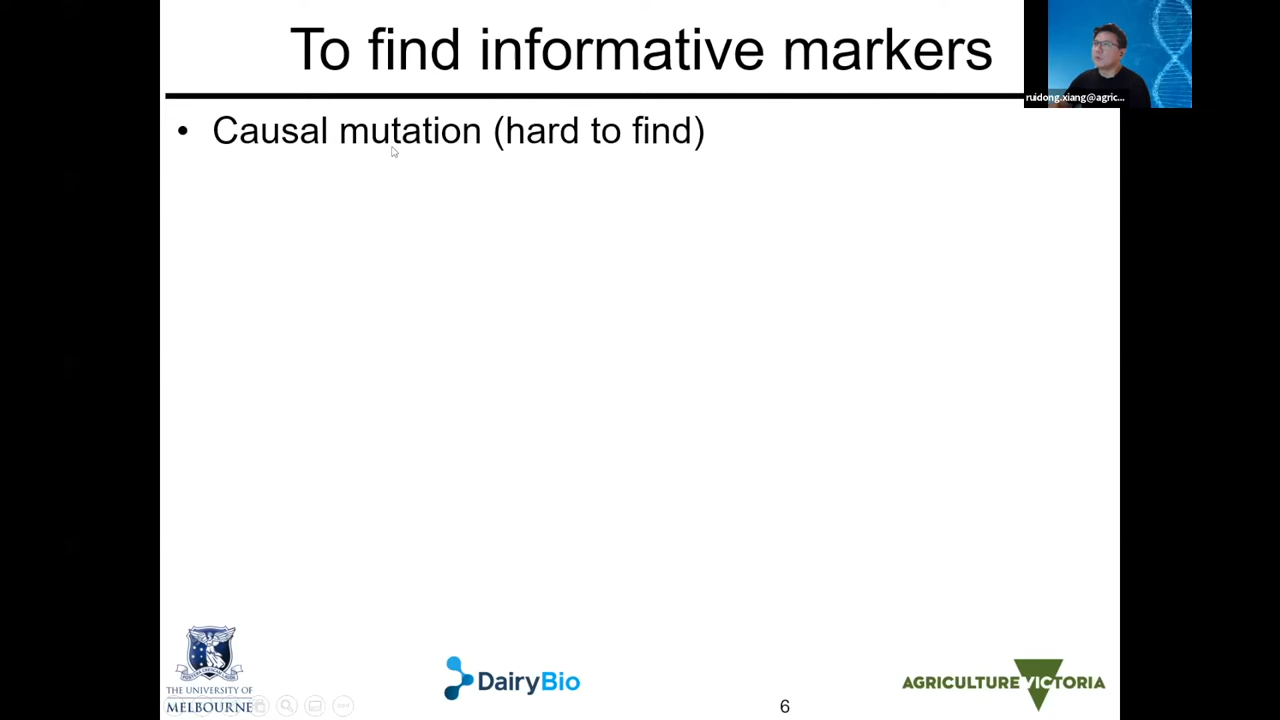 To find informative markers
ruidong.xiang@agric...
• Causal mutation (hard to find)
THE UNIVERSITY OF
MELBOURNE
DairyBio
AGRICULTURE VICTORIA
6